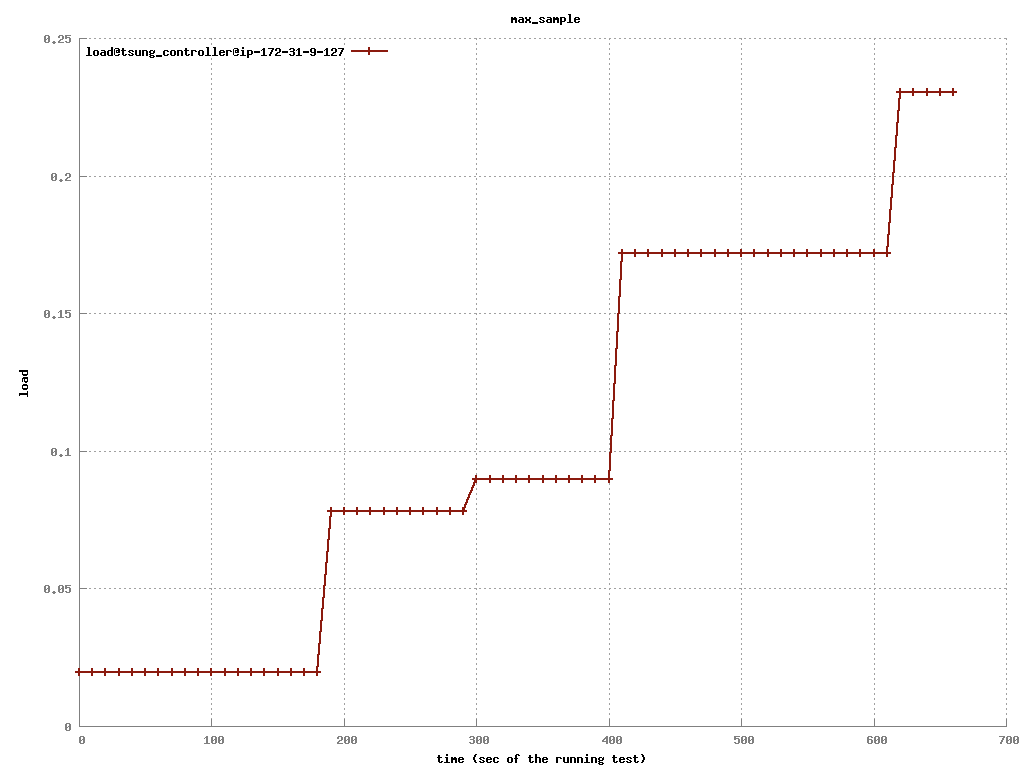 max_sample
load@tsung_controller@ip-172-31-9-127
0.25
0.2
0.15
0.1
0.05
0
load
0 100 200 300 400 500 600 700
time (sec of the running test)